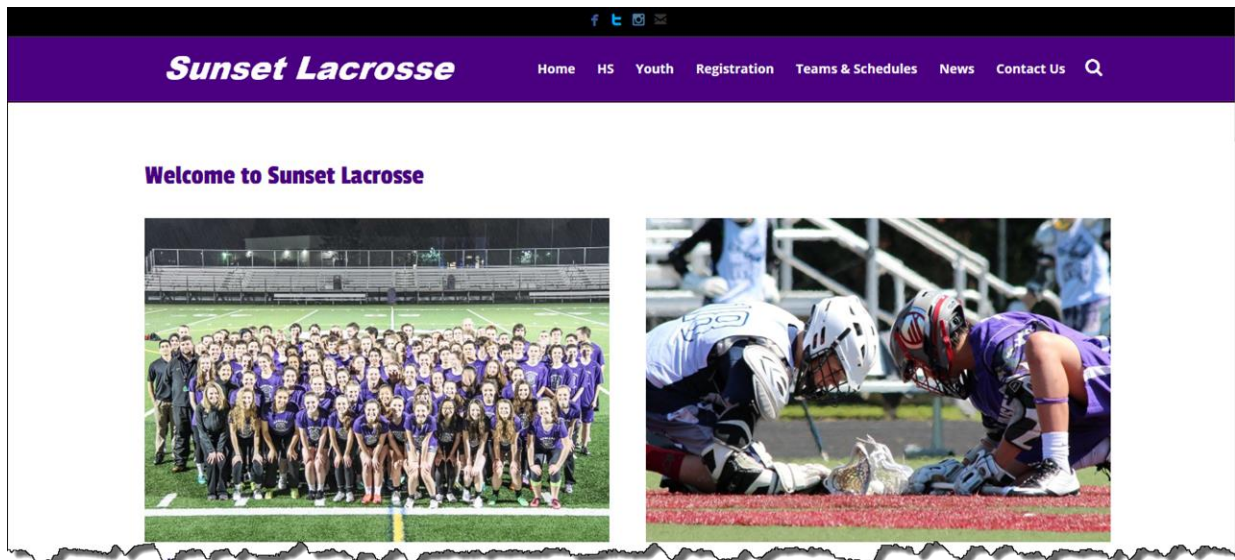 Sunset Lacrosse
Home HS Youth Registration Teams & Schedules News Contact Us
Welcome to Sunset Lacrosse